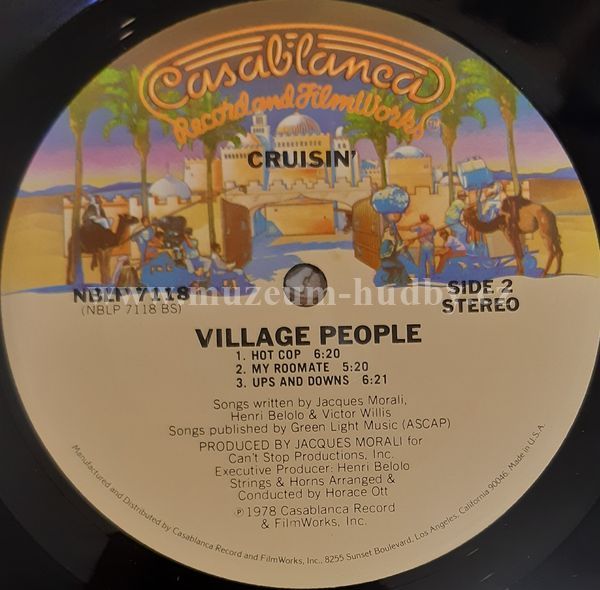 Casablanca
Record and FilmWorks
CRUISIN'
NBLP 7118
(NBLP 7118 BS)
SIDE 2
STEREO
VILLAGE PEOPLE
1. HOT COP 6:20
2. MY ROOMATE 5:20
3. UPS AND DOWNS 6:21
Songs written by Jacques Morali,
Henri Belolo & Victor Willis
Songs published by Green Light Music (ASCAP)
PRODUCED BY JACQUES MORALI for
Can't Stop Productions, Inc.
Executive Producer: Henri Belolo
Strings & Horns Arranged &
Conducted by Horace Ott
℗1978 Casablanca Record
& FilmWorks, Inc.
Manufactured and Distributed by Casablanca Record and FilmWorks, Inc., 8255 Sunset Boulevard, Los Angeles, California 90046. Made in U.S.A.